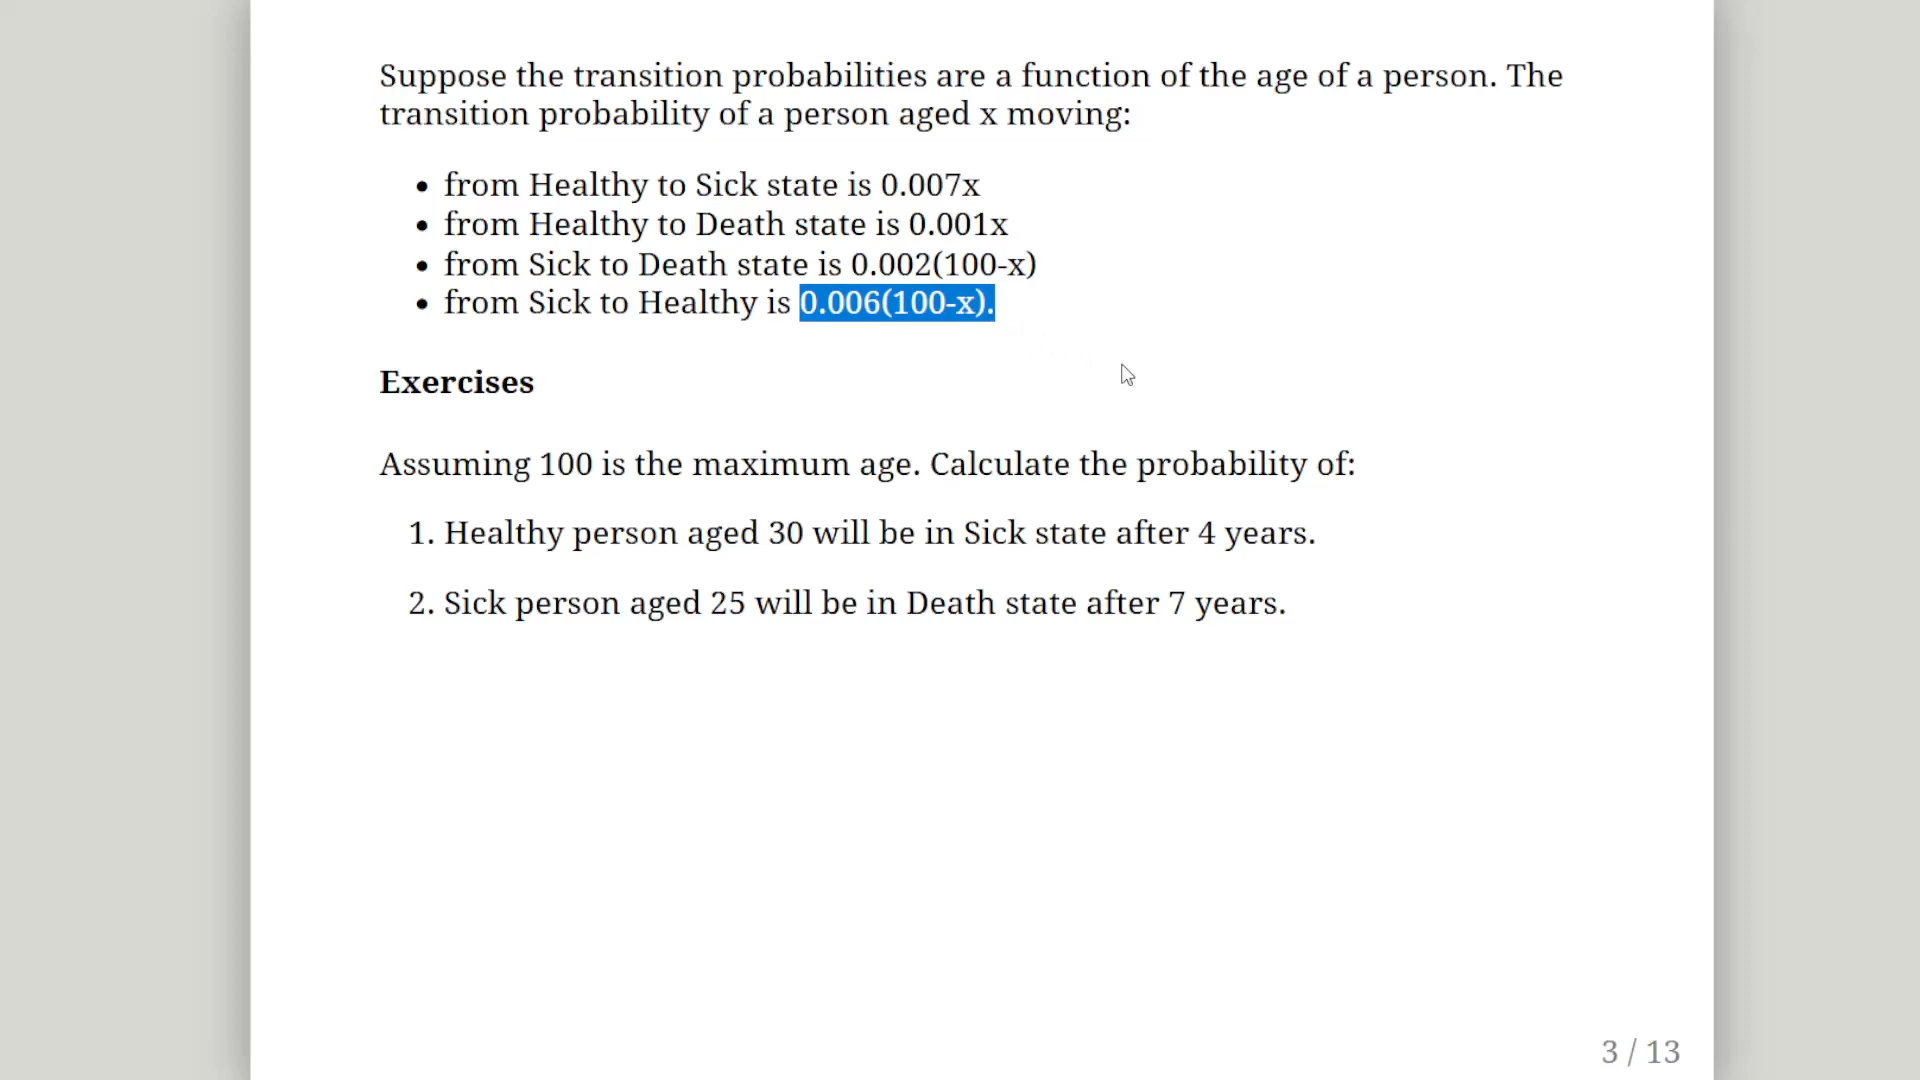 Suppose the transition probabilities are a function of the age of a person. The
transition probability of a person aged x moving:
• from Healthy to Sick state is 0.007x
• from Healthy to Death state is 0.001x
• from Sick to Death state is 0.002(100-x)
• from Sick to Healthy is 0.006(100-x).
Exercises
Assuming 100 is the maximum age. Calculate the probability of:
1. Healthy person aged 30 will be in Sick state after 4 years.
2. Sick person aged 25 will be in Death state after 7 years.
3 / 13